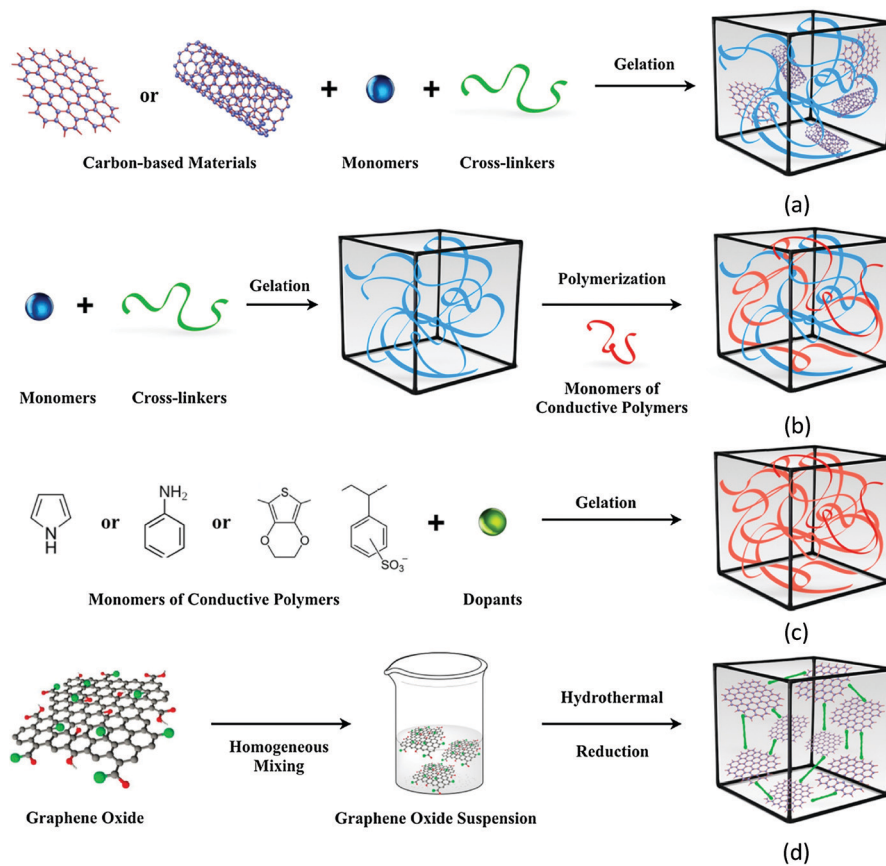 or
+
+
Gelation
Carbon-based Materials
Monomers
Cross-linkers
(a)
+
Gelation
Polymerization
Monomers
Cross-linkers
Monomers of
Conductive Polymers
(b)
N
H
or
NH₂
or
S
O
O
SO₃⁻
+
Gelation
Monomers of Conductive Polymers
Dopants
(c)
Homogeneous
Mixing
Hydrothermal
Reduction
Graphene Oxide
Graphene Oxide Suspension
(d)